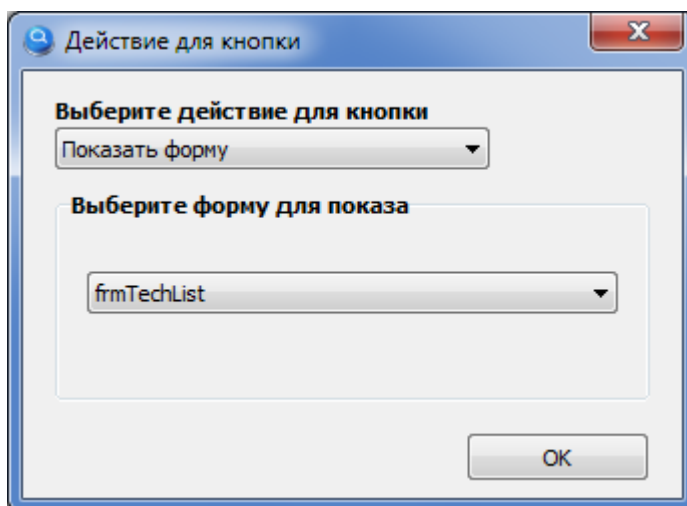 Действие для кнопки
Выберите действие для кнопки
Показать форму
Выберите форму для показа
frmTechList
OK